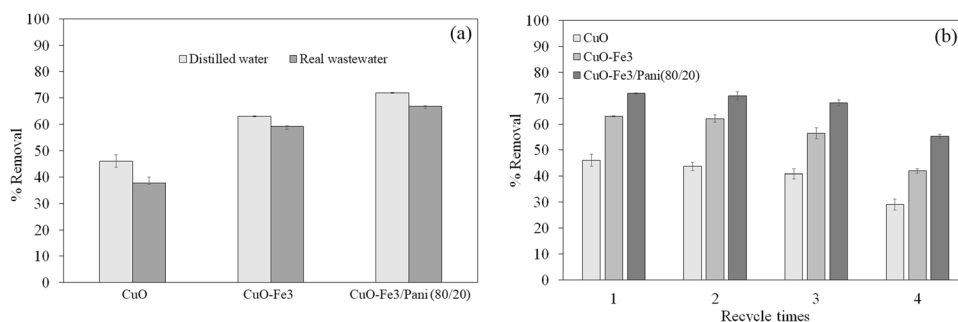 (a)
% Removal
100
90
80
70
60
50
40
30
20
10
0
Distilled water
Real wastewater
CuO
CuO-Fe3
CuO-Fe3/Pani (80/20)
(b)
% Removal
100
90
80
70
60
50
40
30
20
10
0
CuO
CuO-Fe3
CuO-Fe3/Pani(80/20)
1
2
3
4
Recycle times